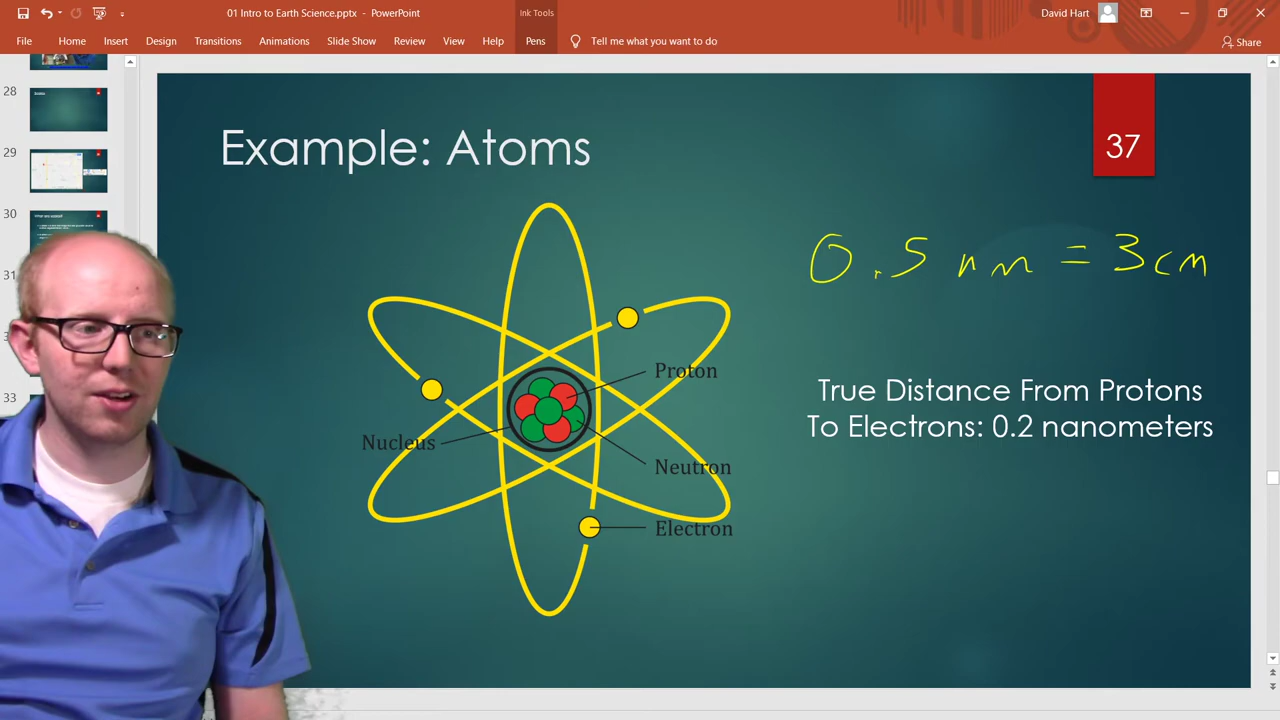 01 Intro to Earth Science.pptx - PowerPoint
Ink Tools
David Hart
File Home Insert Design Transitions Animations Slide Show Review View Help Pens Tell me what you want to do Share
28
29
30
31
33
Example: Atoms
37
0.5 nm = 3cm
Proton
True Distance From Protons
To Electrons: 0.2 nanometers
Nucleus
Neutron
Electron